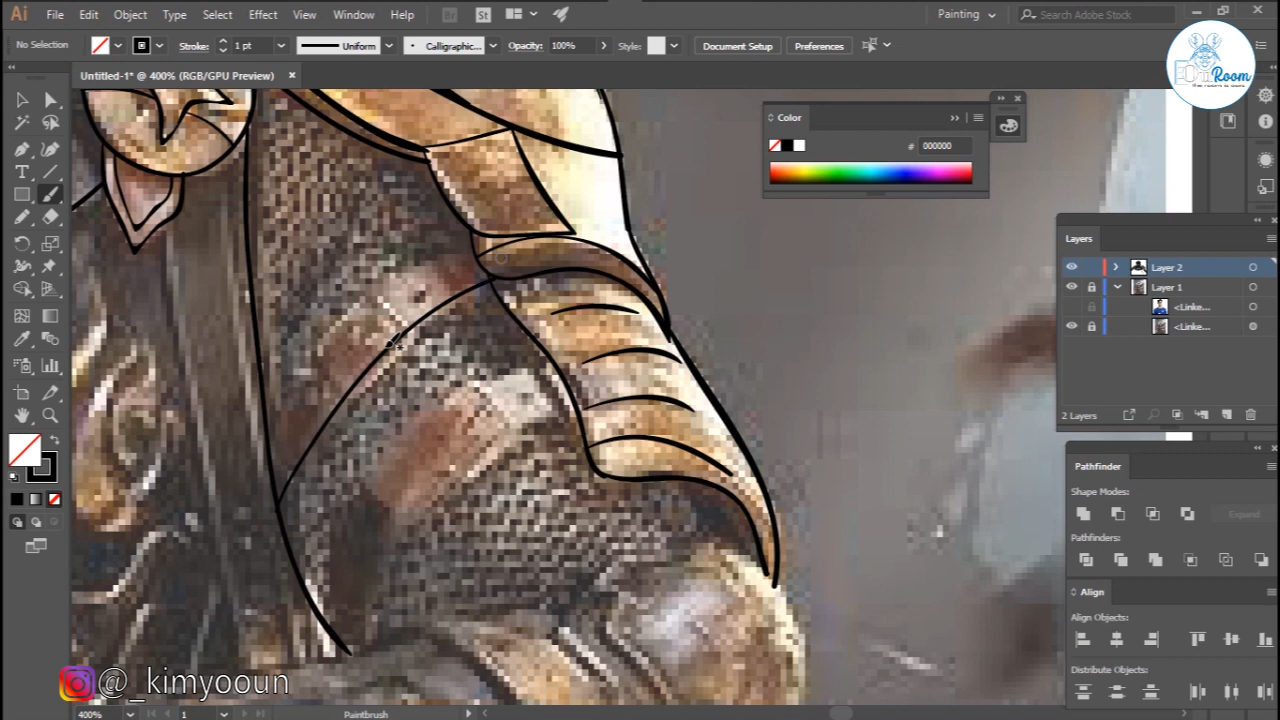 Ai File Edit Object Type Select Effect View Window Help Br St Painting Search Adobe Stock
No Selection Stroke: 1 pt Uniform Calligraphic... Opacity: 100% Style: Document Setup Preferences
Room
Untitled-1* @ 400% (RGB/GPU Preview)
Color
# 000000
Layers
Layer 2
Layer 1
<Linke...
<Linke...
2 Layers
Pathfinder
Shape Modes:
Expand
Pathfinders:
Align
Align Objects:
Distribute Objects:
@_kimyooun
400% 1 Paintbrush